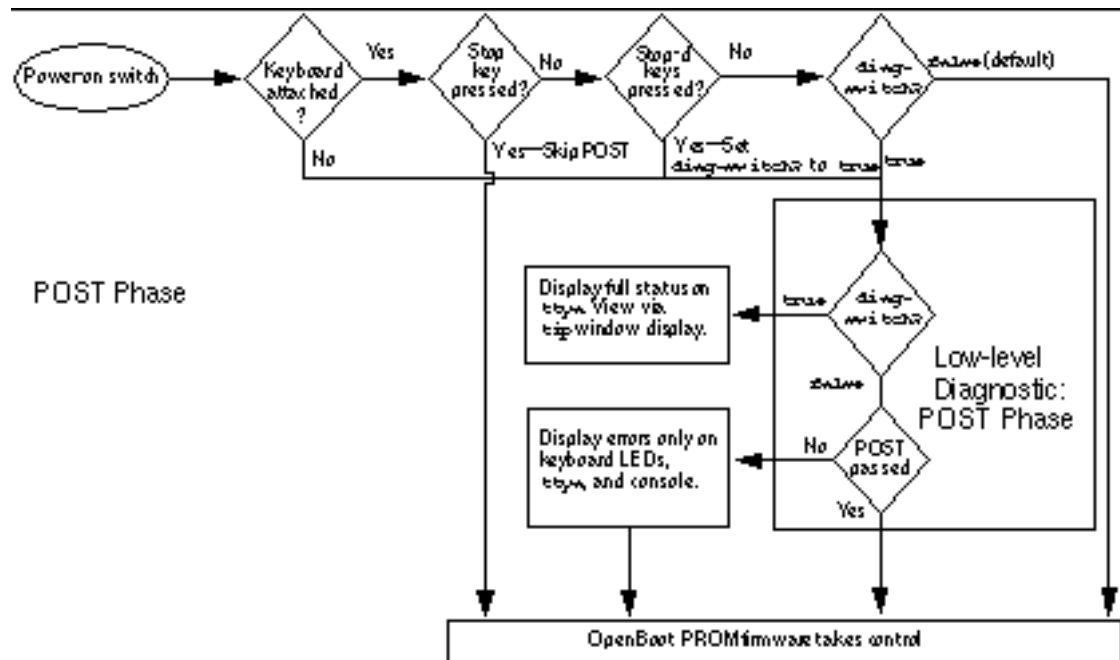 Power on switch
Keyboard
attached
?
Yes
No
Stop
key
pressed?
No
Yes—Skip POST
Stop-d
keys
pressed?
No
Yes—Set
diag-switch? to true
diag-
switch?
false (default)
true
POST Phase
Display full status on
ttya. View via
tip window display.
true
diag-
switch?
false
Low-level
Diagnostic:
POST Phase
Display errors only on
keyboard LEDs,
ttya, and console.
No
POST
passed
Yes
OpenBoot PROM firmware takes control